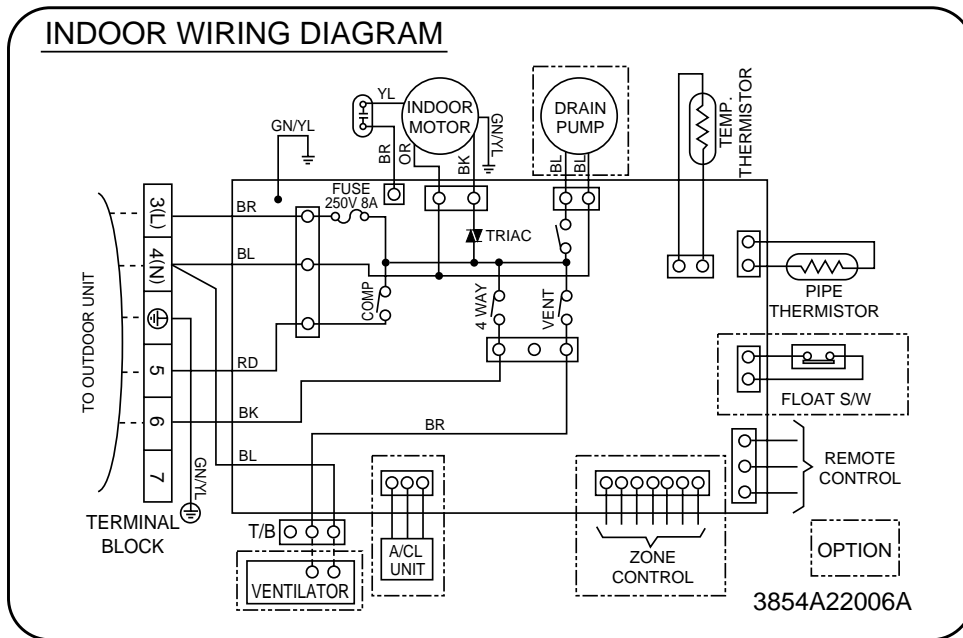 INDOOR WIRING DIAGRAM
YL
INDOOR
MOTOR
GN/YL
DRAIN
PUMP
TEMP.
THERMISTOR
GN/YL
BR
OR
BK
BL
BL
FUSE
250V 8A
3(L)
BR
TRIAC
4(N)
BL
TO OUTDOOR UNIT
COMP
4 WAY
VENT
PIPE
THERMISTOR
5
RD
FLOAT S/W
6
BK
BR
7
BL
GN/YL
REMOTE
CONTROL
TERMINAL
BLOCK
T/B
A/CL
UNIT
ZONE
CONTROL
OPTION
VENTILATOR
3854A22006A